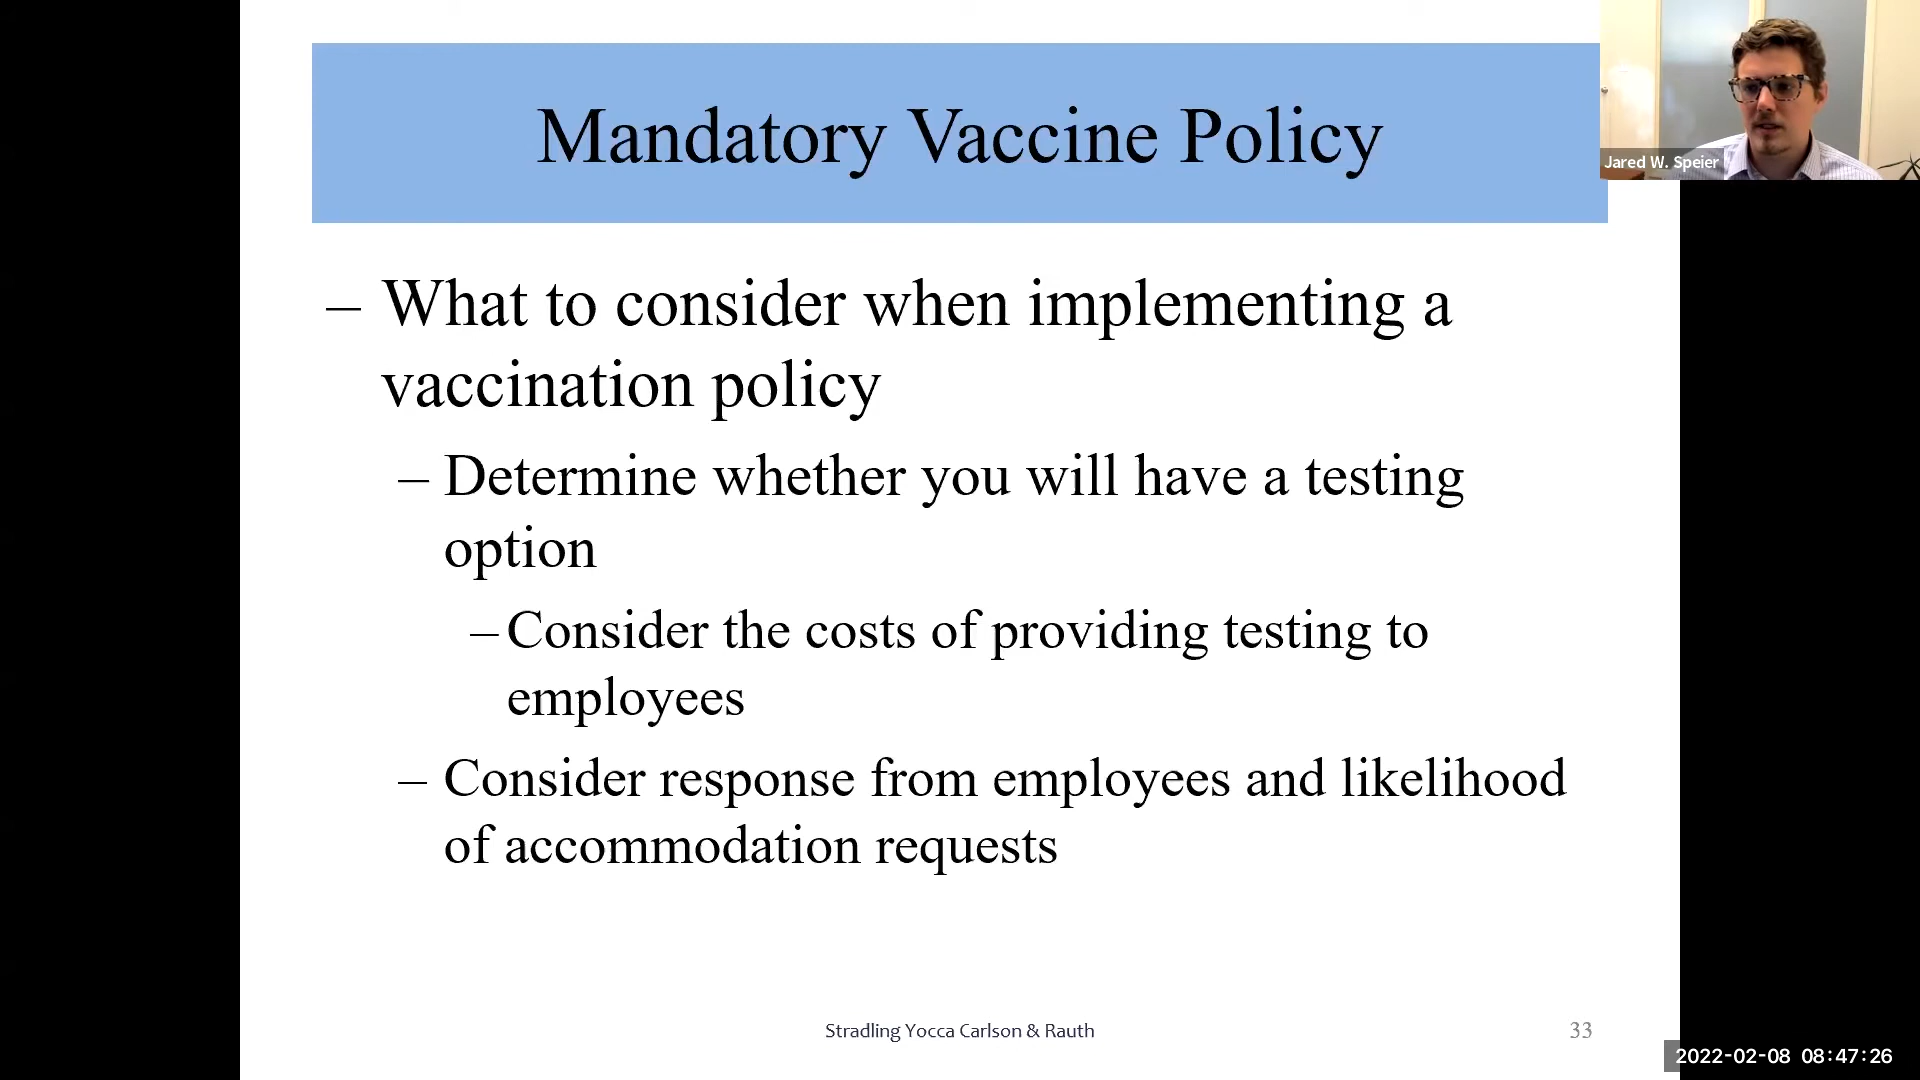 Mandatory Vaccine Policy
Jared W. Speier
– What to consider when implementing a
vaccination policy
– Determine whether you will have a testing
option
– Consider the costs of providing testing to
employees
– Consider response from employees and likelihood
of accommodation requests
Stradling Yocca Carlson & Rauth
33
2022-02-08 08:47:26